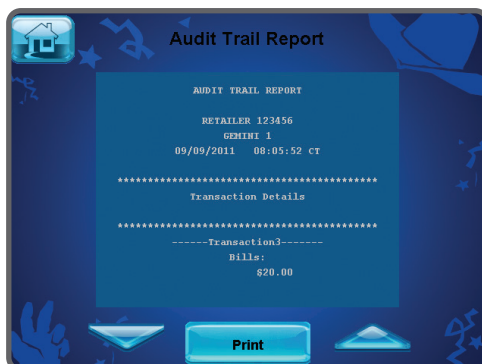 Audit Trail Report
AUDIT TRAIL REPORT
RETAILER 123456
GEMINI 1
09/09/2011 08:05:52 CT
*******************************************
Transaction Details
*******************************************
------Transaction3-------
Bills:
$20.00
Print